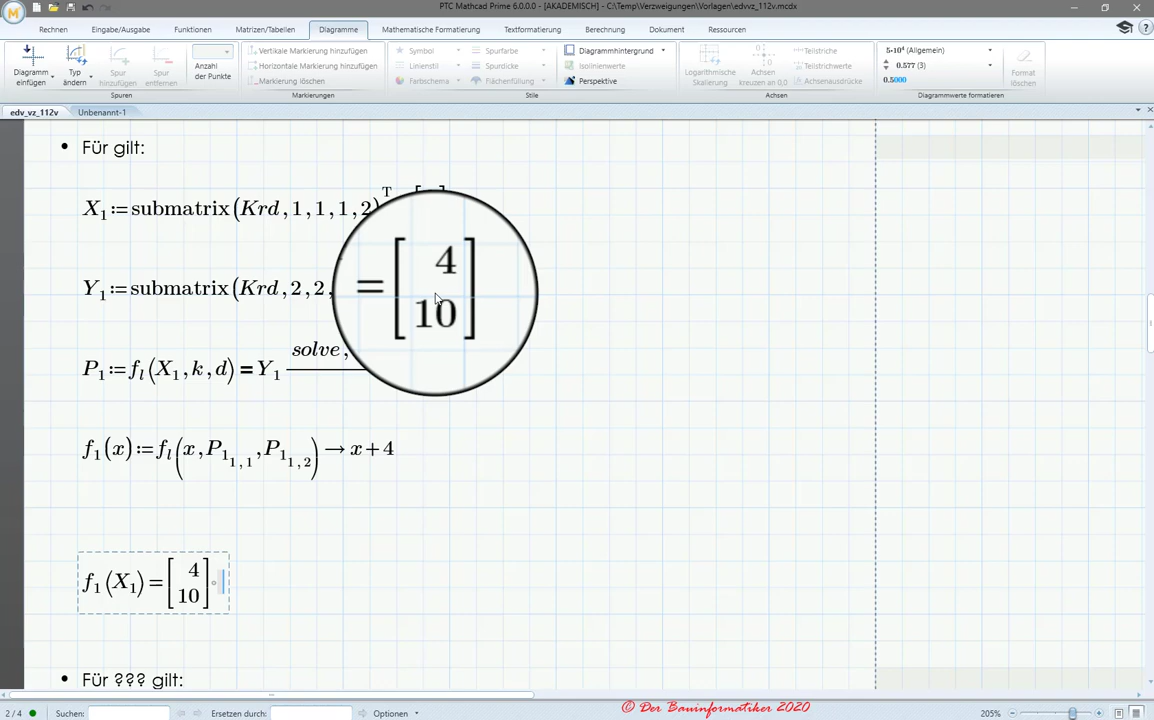 PTC Mathcad Prime 6.0.0.0 - [AKADEMISCH] - C:\Temp\Verzweigungen\Vorlagen\edvvz_112v.mcdx
Rechnen Eingabe/Ausgabe Funktionen Matrizen/Tabellen Diagramme Mathematische Formatierung Textformatierung Berechnung Dokument Ressourcen
Diagramm einfügen
Typ ändern
Spur hinzufügen
Spur entfernen
Spuren
Anzahl der Punkte
Vertikale Markierung hinzufügen
Horizontale Markierung hinzufügen
Markierung löschen
Markierungen
Symbol
Linienstil
Farbschema
Spurfarbe
Spurdicke
Flächenfüllung
Diagrammhintergrund
Isolinienwerte
Perspektive
Stile
Logarithmische Skalierung
Achsen kreuzen an 0,0
Teilstriche
Teilstrichwerte
Achsenausdrücke
Achsen
5·10⁴ (Allgemein)
0.577 (3)
0.5000
Format löschen
Diagrammwerte formatieren
edv_vz_112v Unbenannt-1
• Für gilt:
X₁:=submatrix(Krd,1,1,1,2)ᵀ
Y₁:=submatrix(Krd,2,2,
=[4
10]
P₁:=fₗ(X₁,k,d)=Y₁ solve,
f₁(x):=fₗ(x,P₁₁,₁,P₁₁,₂)→x+4
f₁(X₁)=[4
10]
• Für ??? gilt:
2 / 4 Suchen: Ersetzen durch: Optionen
© Der Bauinformatiker 2020
205%